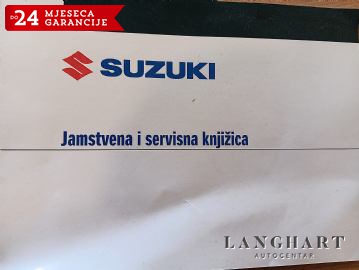 DO 24 MJESECA
GARANCIJE
SUZUKI
Jamstvena i servisna knjižica
LANGHART
AUTOCENTAR